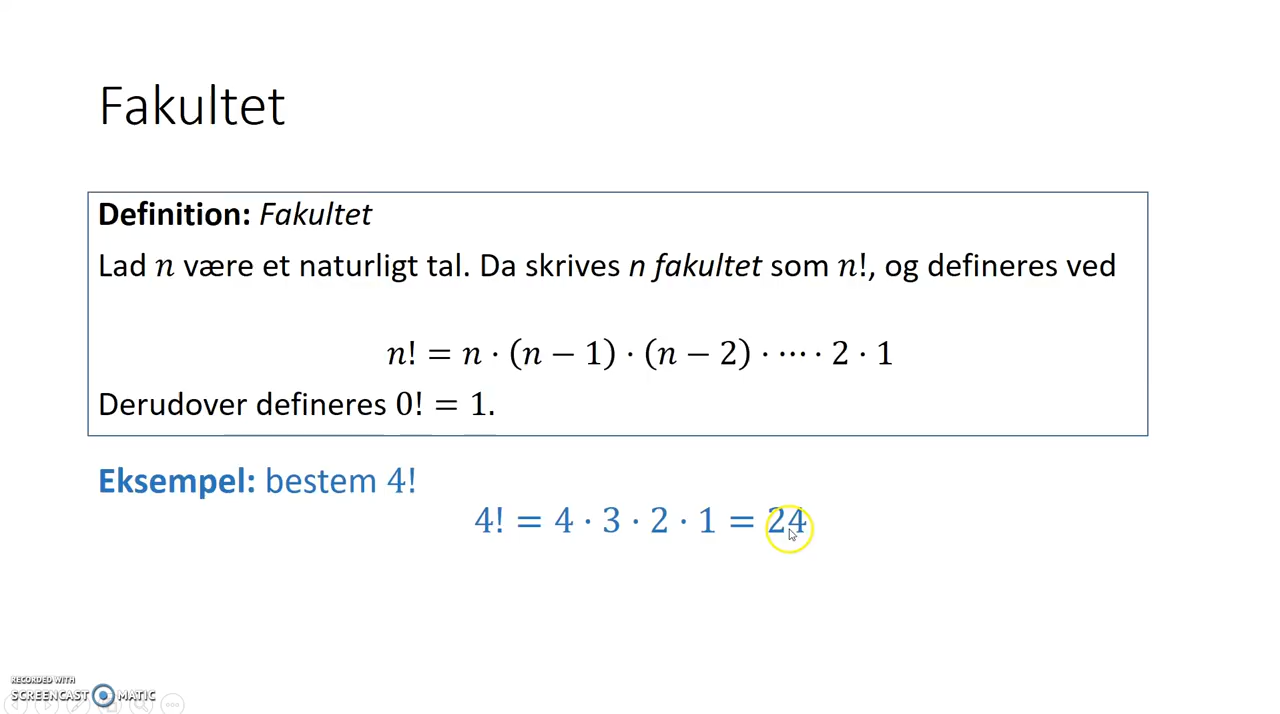 Fakultet
Definition: Fakultet
Lad n være et naturligt tal. Da skrives n fakultet som n!, og defineres ved
n! = n · (n − 1) · (n − 2) · ⋯ · 2 · 1
Derudover defineres 0! = 1.
Eksempel: bestem 4!
4! = 4 · 3 · 2 · 1 = 24
RECORDED WITH
SCREENCAST MATIC